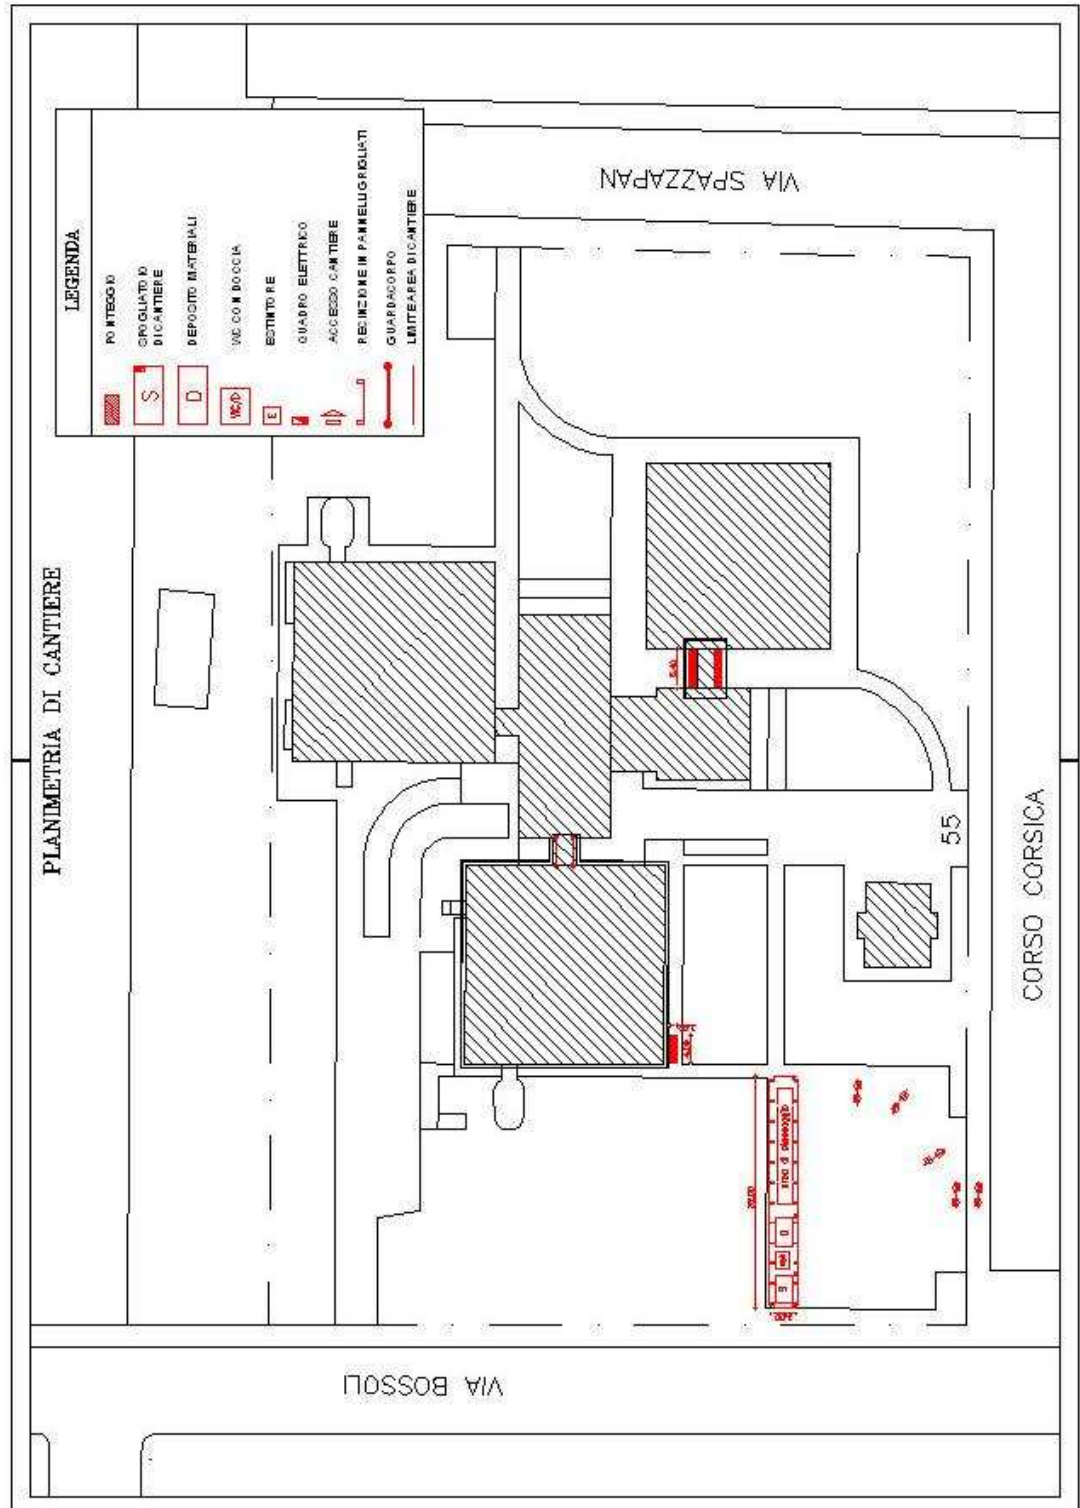 PLANIMETRIA DI CANTIERE
LEGENDA
PONTEGGIO
S
SPOGLIATOIO
DI CANTIERE
D
DEPOSITO MATERIALI
WC/D
WC CON DOCCIA
E
ESTINTORE
QUADRO ELETTRICO
ACCESSO CANTIERE
RECINZIONE IN PANNELLI GRIGLIATI
GUARDACORPO
LIMITE AREA DI CANTIERE
VIA SPAZZAPAN
VIA BOSSOLI
CORSO CORSICA
55
D
S